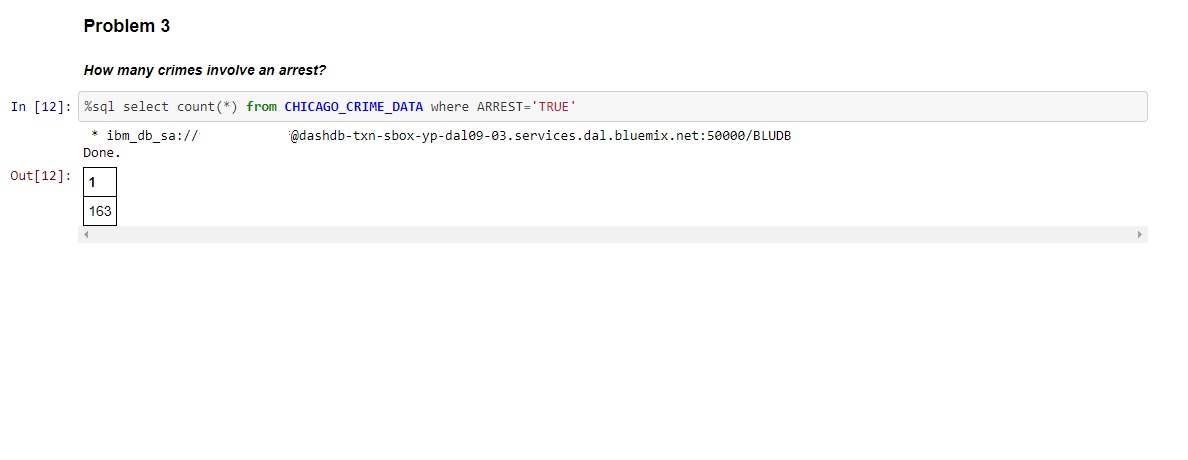 Problem 3
How many crimes involve an arrest?
In [12]: %sql select count(*) from CHICAGO_CRIME_DATA where ARREST='TRUE'
* ibm_db_sa:// @dashdb-txn-sbox-yp-dal09-03.services.dal.bluemix.net:50000/BLUDB
Done.
Out[12]:
1
163